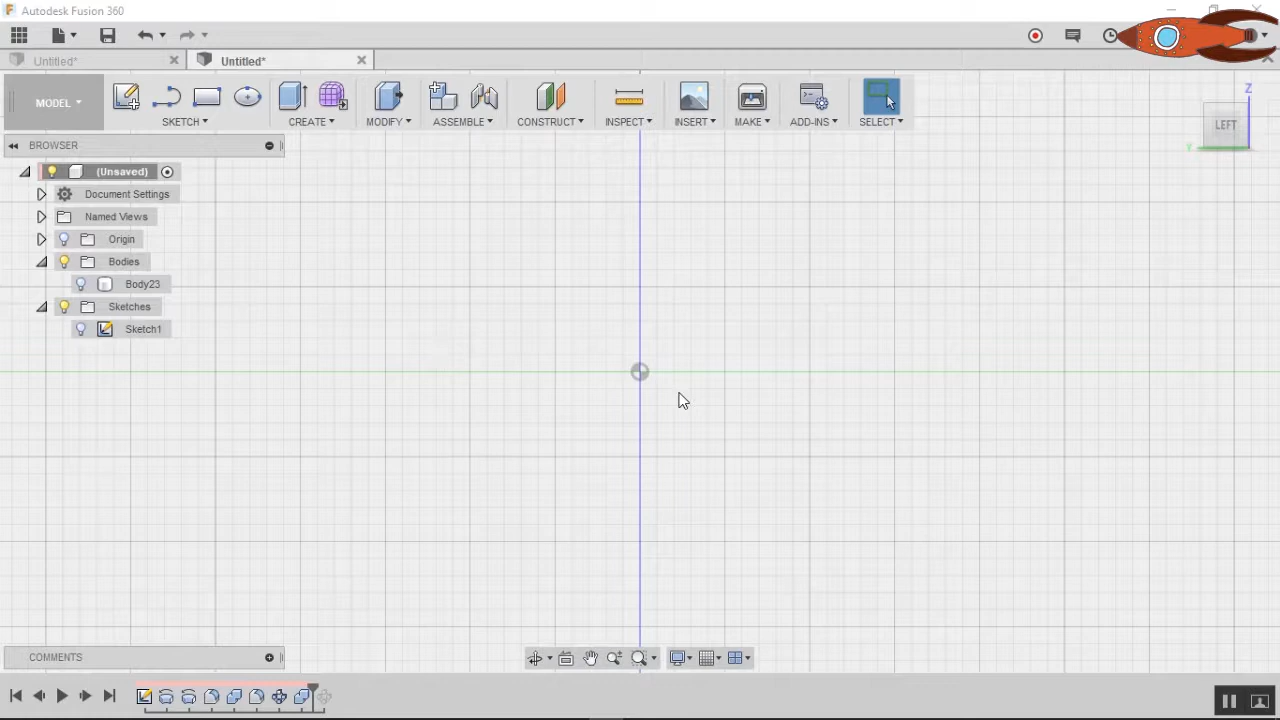 Autodesk Fusion 360
Untitled*
Untitled*
MODEL
SKETCH
CREATE
MODIFY
ASSEMBLE
CONSTRUCT
INSPECT
INSERT
MAKE
ADD-INS
SELECT
Z
LEFT
Y
BROWSER
(Unsaved)
Document Settings
Named Views
Origin
Bodies
Body23
Sketches
Sketch1
COMMENTS